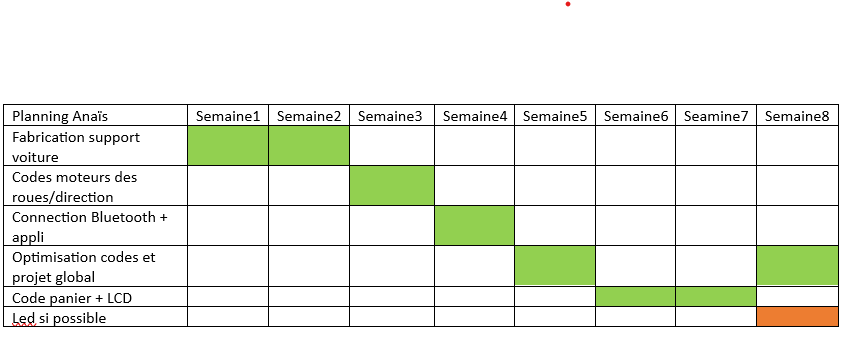 Planning Anaïs Semaine1 Semaine2 Semaine3 Semaine4 Semaine5 Semaine6 Seamine7 Semaine8
Fabrication support
voiture
Codes moteurs des
roues/direction
Connection Bluetooth +
appli
Optimisation codes et
projet global
Code panier + LCD
Led si possible